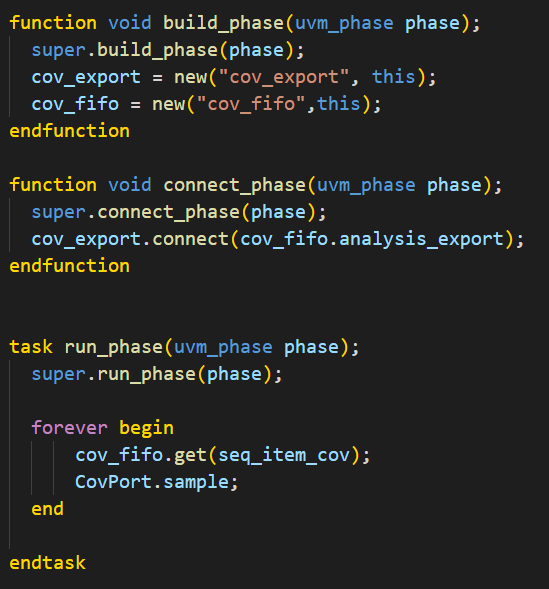 function void build_phase(uvm_phase phase);
super.build_phase(phase);
cov_export = new("cov_export", this);
cov_fifo = new("cov_fifo",this);
endfunction
function void connect_phase(uvm_phase phase);
super.connect_phase(phase);
cov_export.connect(cov_fifo.analysis_export);
endfunction
task run_phase(uvm_phase phase);
super.run_phase(phase);
forever begin
cov_fifo.get(seq_item_cov);
CovPort.sample;
end
endtask